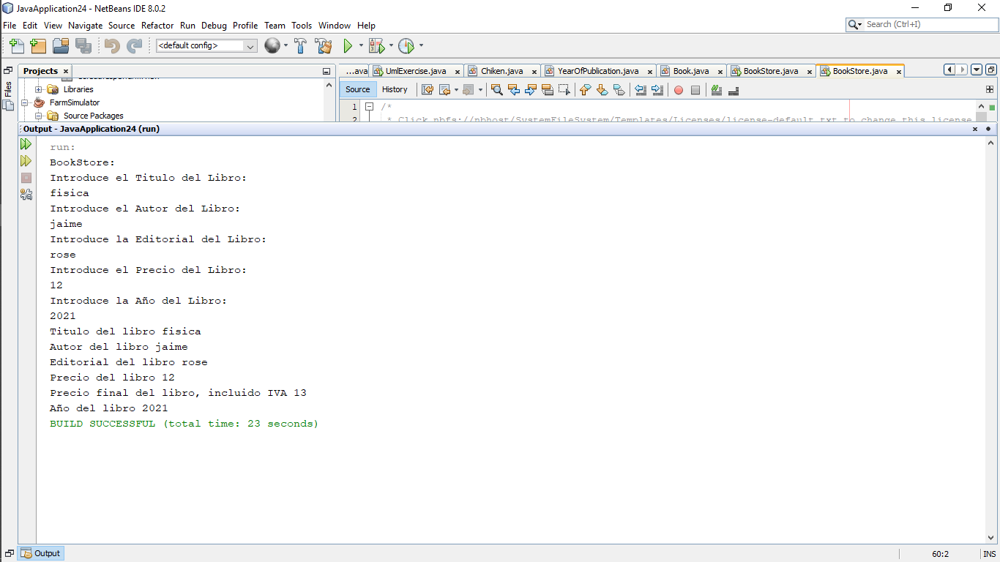 JavaApplication24 - NetBeans IDE 8.0.2
File Edit View Navigate Source Refactor Run Debug Profile Team Tools Window Help
Search (Ctrl+I)
<default config>
Projects
...ava UmlExercise.java Chiken.java YearOfPublication.java Book.java BookStore.java BookStore.java
Files
Libraries
FarmSimulator
Source Packages
Source History
1 /*
2 * Click nbfs://nbhost/SystemFileSystem/Templates/Licenses/license-default.txt to change this license
Output - JavaApplication24 (run)
run:
BookStore:
Introduce el Titulo del Libro:
fisica
Introduce el Autor del Libro:
jaime
Introduce la Editorial del Libro:
rose
Introduce el Precio del Libro:
12
Introduce la Año del Libro:
2021
Titulo del libro fisica
Autor del libro jaime
Editorial del libro rose
Precio del libro 12
Precio final del libro, incluido IVA 13
Año del libro 2021
BUILD SUCCESSFUL (total time: 23 seconds)
Output
60:2 INS